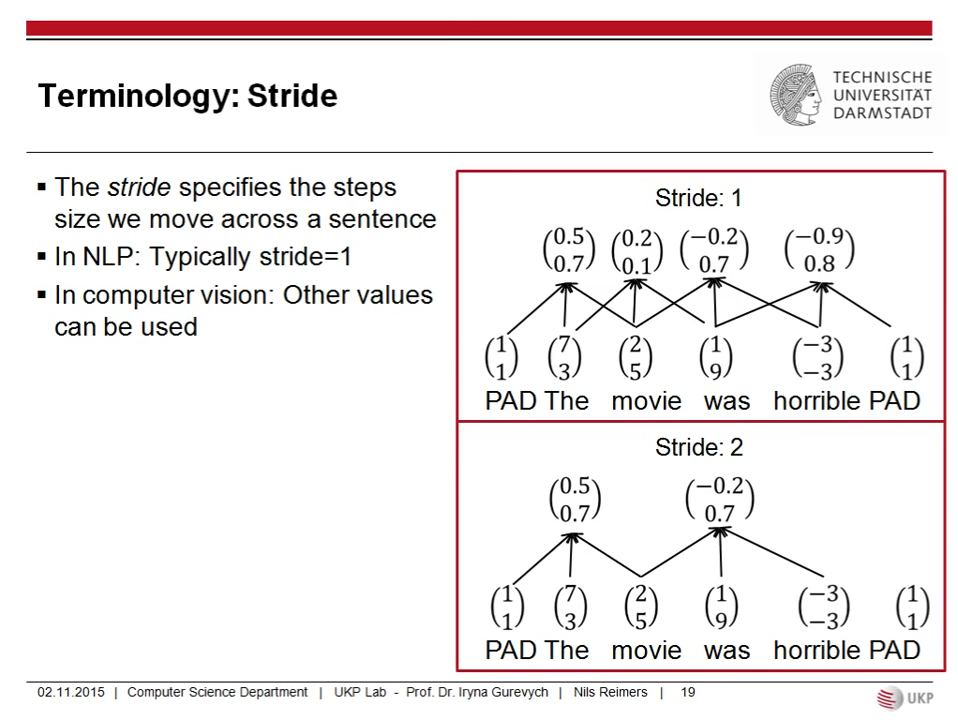 Terminology: Stride
TECHNISCHE
UNIVERSITÄT
DARMSTADT
▪ The stride specifies the steps
size we move across a sentence
▪ In NLP: Typically stride=1
▪ In computer vision: Other values
can be used
Stride: 1
(0.5 0.7) (0.2 0.1) (−0.2 0.7) (−0.9 0.8)
(1 1) (7 3) (2 5) (1 9) (−3 −3) (1 1)
PAD The movie was horrible PAD
Stride: 2
(0.5 0.7) (−0.2 0.7)
(1 1) (7 3) (2 5) (1 9) (−3 −3) (1 1)
PAD The movie was horrible PAD
02.11.2015 | Computer Science Department | UKP Lab - Prof. Dr. Iryna Gurevych | Nils Reimers | 19
UKP